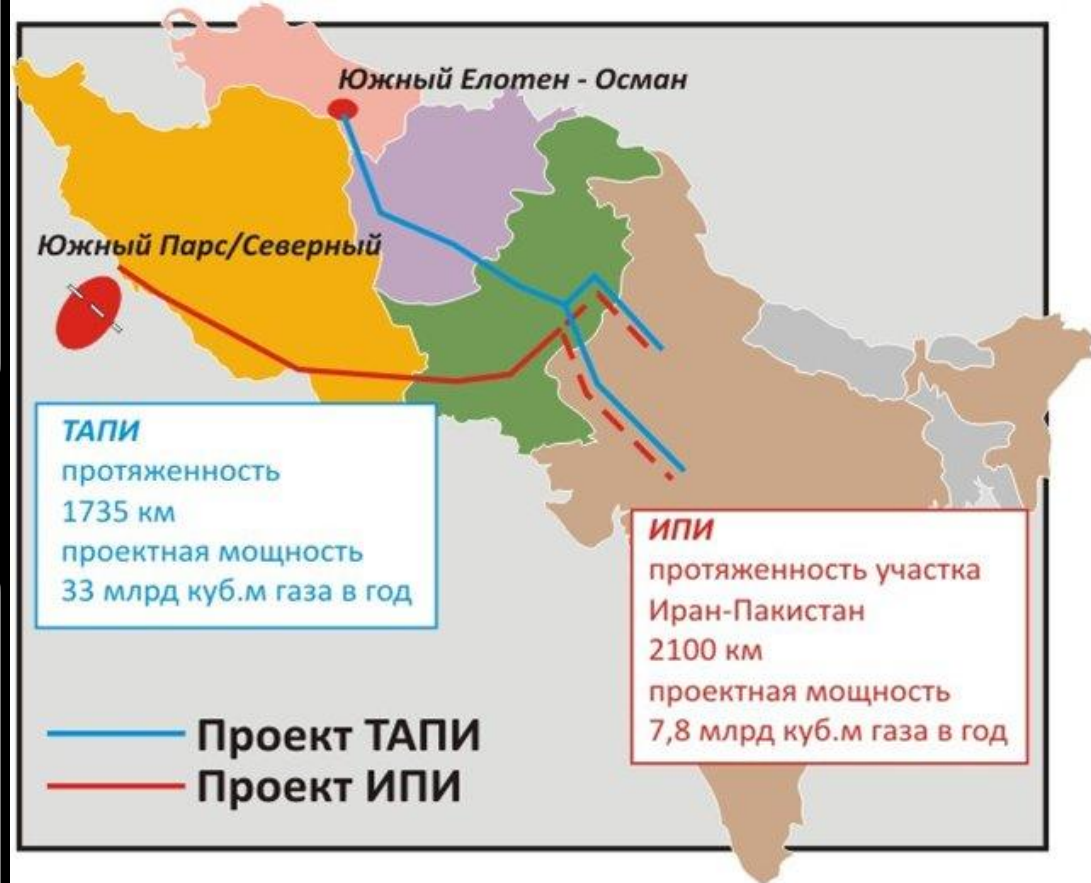 Южный Елотен - Осман
Южный Парс/Северный
ТАПИ
протяженность
1735 км
проектная мощность
33 млрд куб.м газа в год
ИПИ
протяженность участка
Иран-Пакистан
2100 км
проектная мощность
7,8 млрд куб.м газа в год
Проект ТАПИ
Проект ИПИ